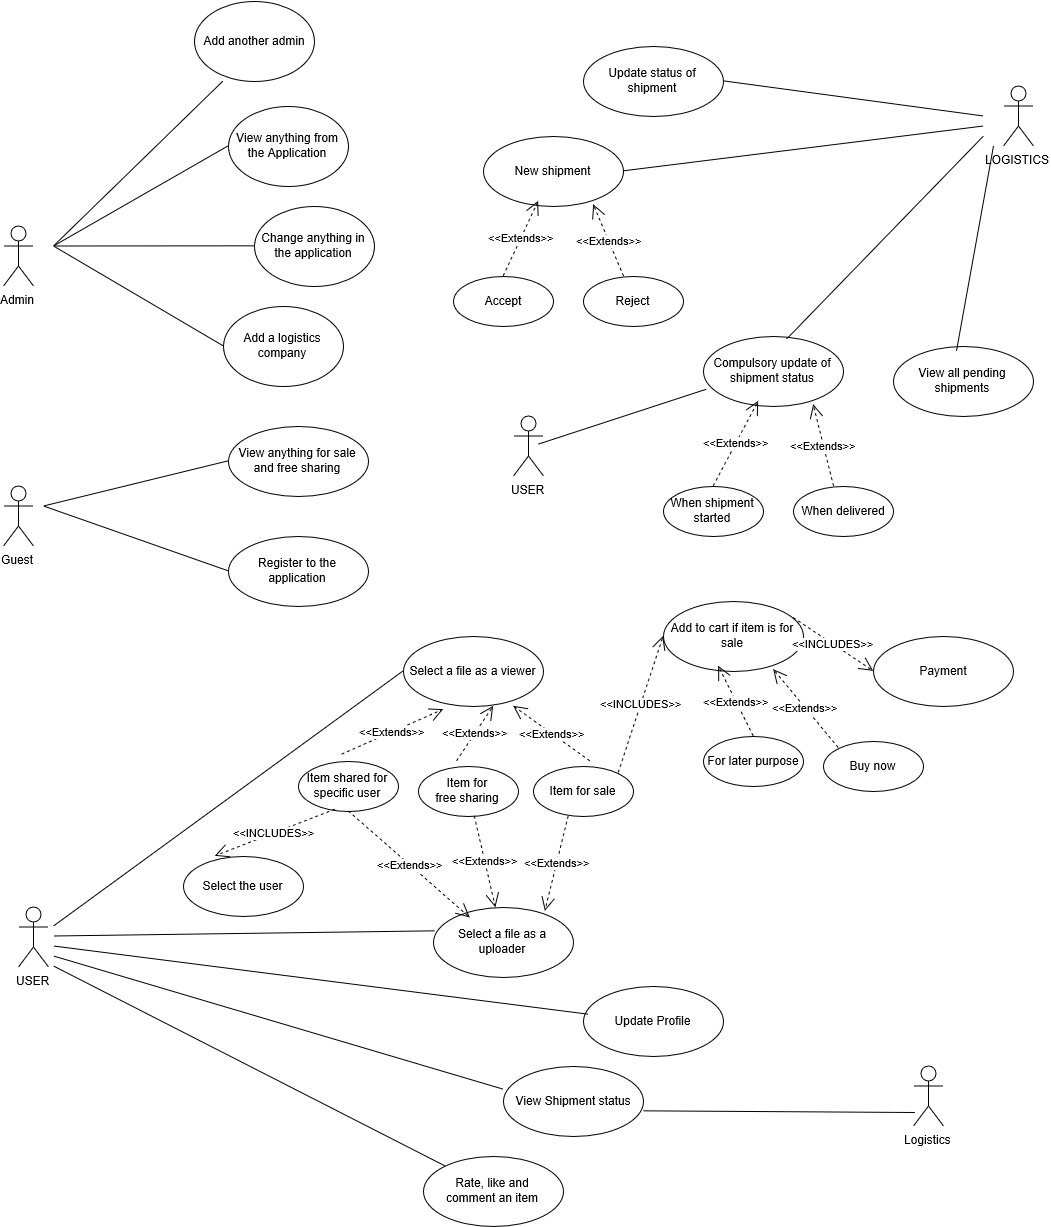 Add another admin
View anything from
the Application
Change anything in
the application
Add a logistics
company
Admin
Update status of
shipment
LOGISTICS
New shipment
<<Extends>>
<<Extends>>
Accept
Reject
Compulsory update of
shipment status
View all pending
shipments
USER
<<Extends>>
<<Extends>>
When shipment
started
When delivered
View anything for sale
and free sharing
Guest
Register to the
application
Add to cart if item is for
sale
<<INCLUDES>>
Payment
Select a file as a viewer
<<INCLUDES>>
<<Extends>>
<<Extends>>
<<Extends>>
<<Extends>>
<<Extends>>
For later purpose
Buy now
Item shared for
specific user
Item for
free sharing
Item for sale
<<INCLUDES>>
<<Extends>>
<<Extends>>
<<Extends>>
Select the user
Select a file as a
uploader
USER
Update Profile
View Shipment status
Logistics
Rate, like and
comment an item